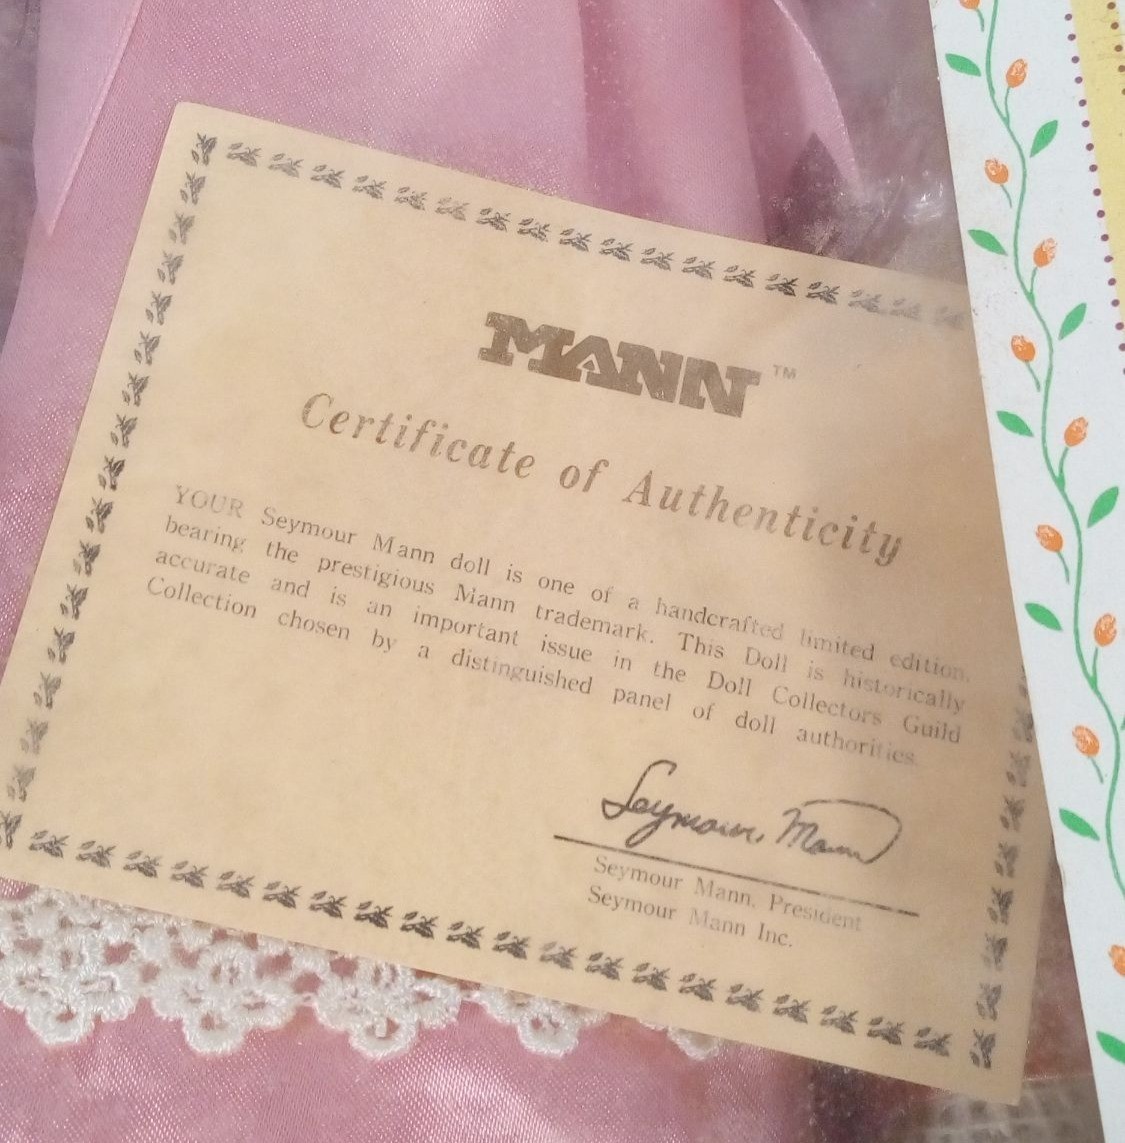 MANN™
Certificate of Authenticity
YOUR Seymour Mann doll is one of a handcrafted limited edition,
bearing the prestigious Mann trademark. This Doll is historically
accurate and is an important issue in the Doll Collectors Guild
Collection chosen by a distinguished panel of doll authorities.
Seymour Mann
Seymour Mann, President
Seymour Mann Inc.